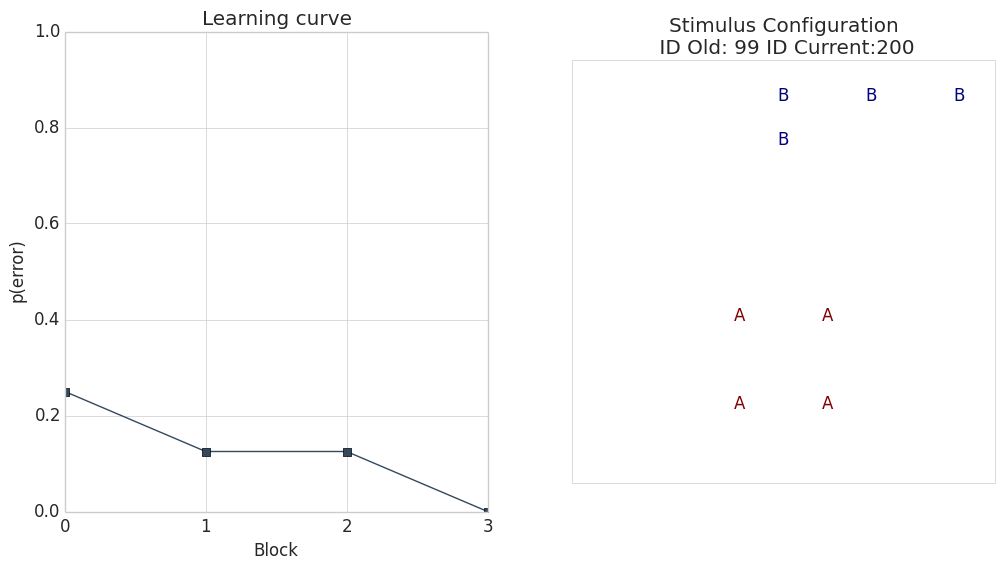 Learning curve
1.0
0.8
0.6
0.4
0.2
0.0
p(error)
0 1 2 3
Block
Stimulus Configuration
ID Old: 99 ID Current:200
B B B
B
A A
A A